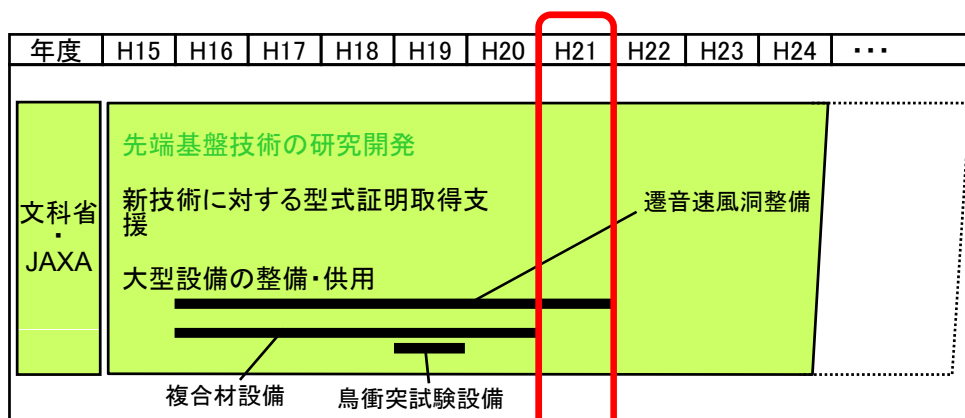 年度 H15 H16 H17 H18 H19 H20 H21 H22 H23 H24 ・・・
先端基盤技術の研究開発
新技術に対する型式証明取得支
援
文科省
・
JAXA
遷音速風洞整備
大型設備の整備・供用
複合材設備
鳥衝突試験設備